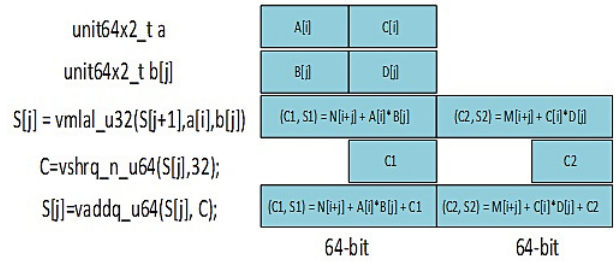 unit64x2_t a A[i] C[i]
unit64x2_t b[j] B[j] D[j]
S[j] = vmlal_u32(S[j+1],a[i],b[j]) (C1, S1) = N[i+j] + A[i]*B[j] (C2, S2) = M[i+j] + C[i]*D[j]
C=vshrq_n_u64(S[j],32); C1 C2
S[j]=vaddq_u64(S[j], C); (C1, S1) = N[i+j] + A[i]*B[j] + C1 (C2, S2) = M[i+j] + C[i]*D[j] + C2
64-bit 64-bit